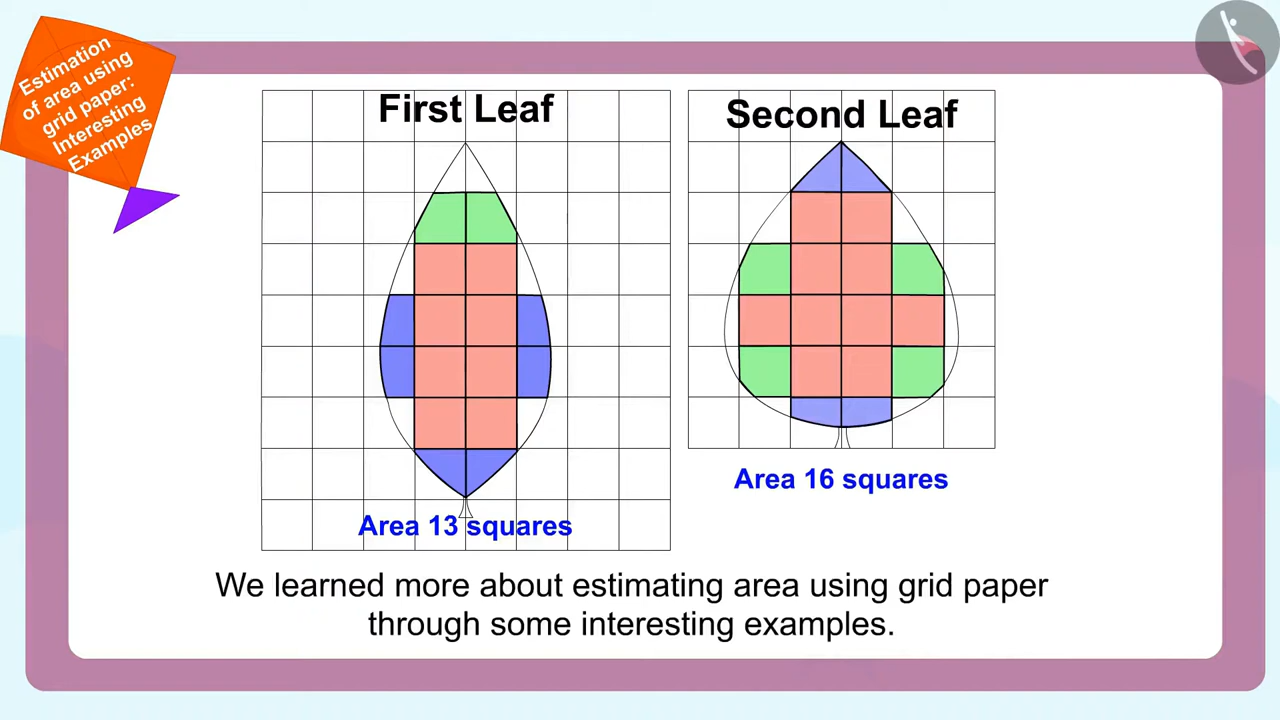 Estimation
of area using
grid paper:
Interesting
Examples
First Leaf
Second Leaf
Area 13 squares
Area 16 squares
We learned more about estimating area using grid paper
through some interesting examples.